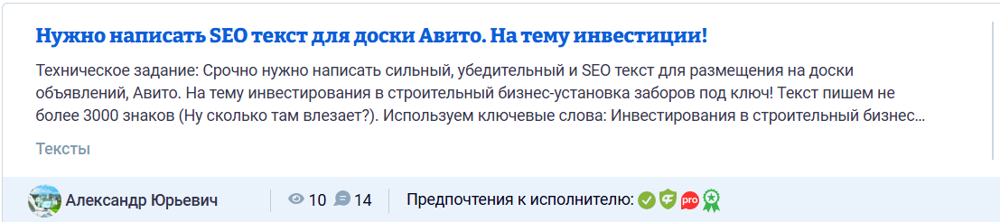 Нужно написать SEO текст для доски Авито. На тему инвестиции!
Техническое задание: Срочно нужно написать сильный, убедительный и SEO текст для размещения на доски
объявлений, Авито. На тему инвестирования в строительный бизнес-установка заборов под ключ! Текст пишем не
более 3000 знаков (Ну сколько там влезает?). Используем ключевые слова: Инвестирования в строительный бизнес…
Тексты
Александр Юрьевич 10 14 Предпочтения к исполнителю: pro